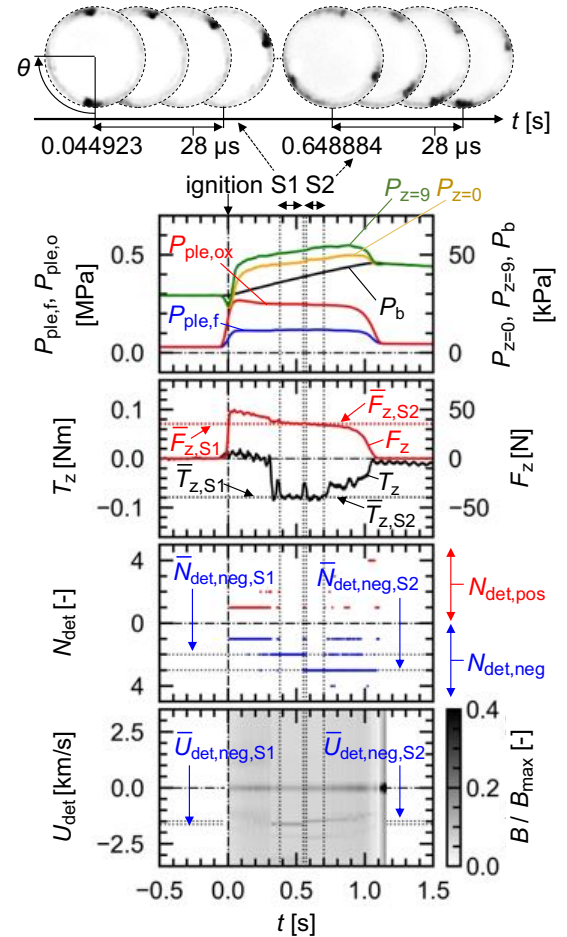 θ
t [s]
0.044923 28 μs 0.648884 28 μs
ignition S1 S2
P_z=9 P_z=0
P_ple,f, P_ple,o
[MPa]
0.5
0.0
P_ple,ox
P_ple,f
P_b
50
0
P_z=0, P_z=9, P_b
[kPa]
T_z [Nm]
0.1
0.0
−0.1
F̅_z,S1
F̅_z,S2
F_z
T̅_z,S1
T_z
T̅_z,S2
50
0
−50
F_z [N]
N_det [-]
4
2
0
2
4
N̅_det,neg,S1
N̅_det,neg,S2
N_det,pos
N_det,neg
U_det [km/s]
2.5
0.0
−2.5
U̅_det,neg,S1
U̅_det,neg,S2
0.4
0.2
0.0
B / B_max [-]
−0.5 0.0 0.5 1.0 1.5
t [s]